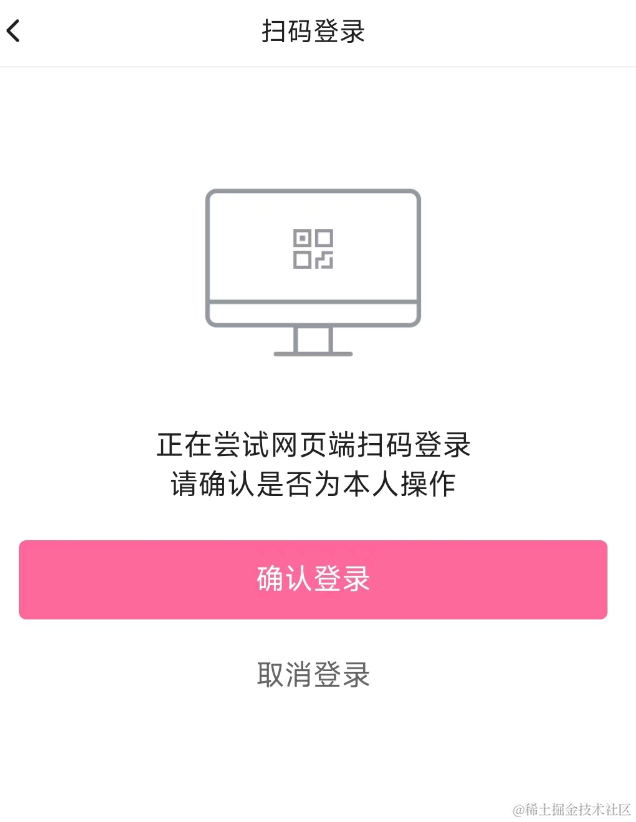 扫码登录
正在尝试网页端扫码登录
请确认是否为本人操作
确认登录
取消登录
@稀土掘金技术社区